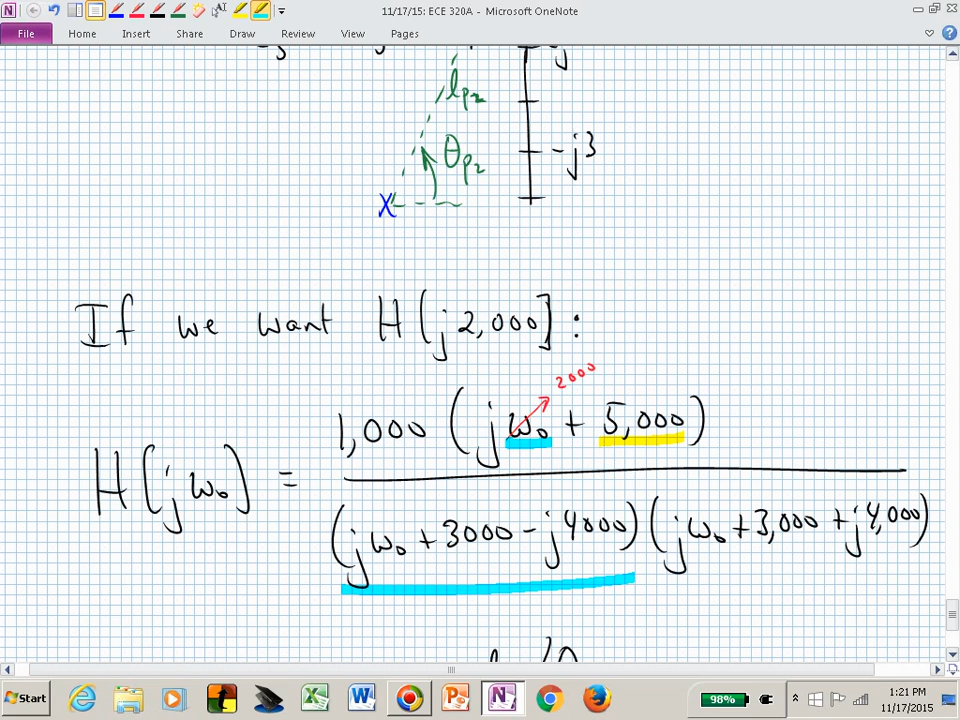 11/17/15: ECE 320A - Microsoft OneNote
File Home Insert Share Draw Review View Pages
lp2
θp2
-j3
X
If we want H(j2,000]:
2000
1,000 (jω0 + 5,000)
H(jω0) =
(jω0 + 3000 - j4000) (jω0 + 3,000 + j4,000)
Start
98%
1:21 PM
11/17/2015